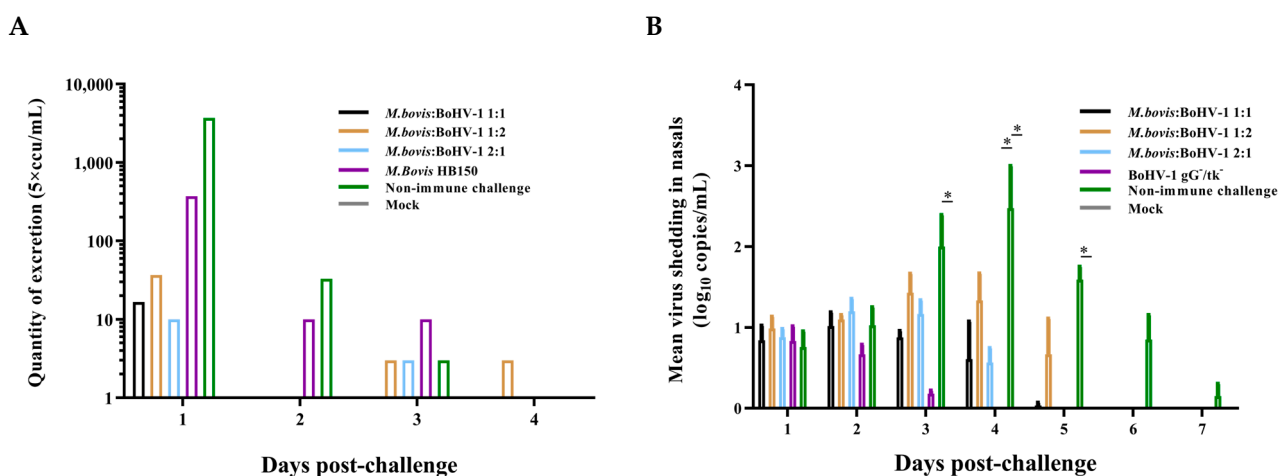 A
Quantity of excretion (5×ccu/mL)
10,000
1,000
100
10
1
M.bovis:BoHV-1 1:1
M.bovis:BoHV-1 1:2
M.bovis:BoHV-1 2:1
M.Bovis HB150
Non-immune challenge
Mock
1 2 3 4
Days post-challenge
B
Mean virus shedding in nasals
(log10 copies/mL)
4
3
2
1
0
* *
*
*
M.bovis:BoHV-1 1:1
M.bovis:BoHV-1 1:2
M.bovis:BoHV-1 2:1
BoHV-1 gG-/tk-
Non-immune challenge
Mock
1 2 3 4 5 6 7
Days post-challenge